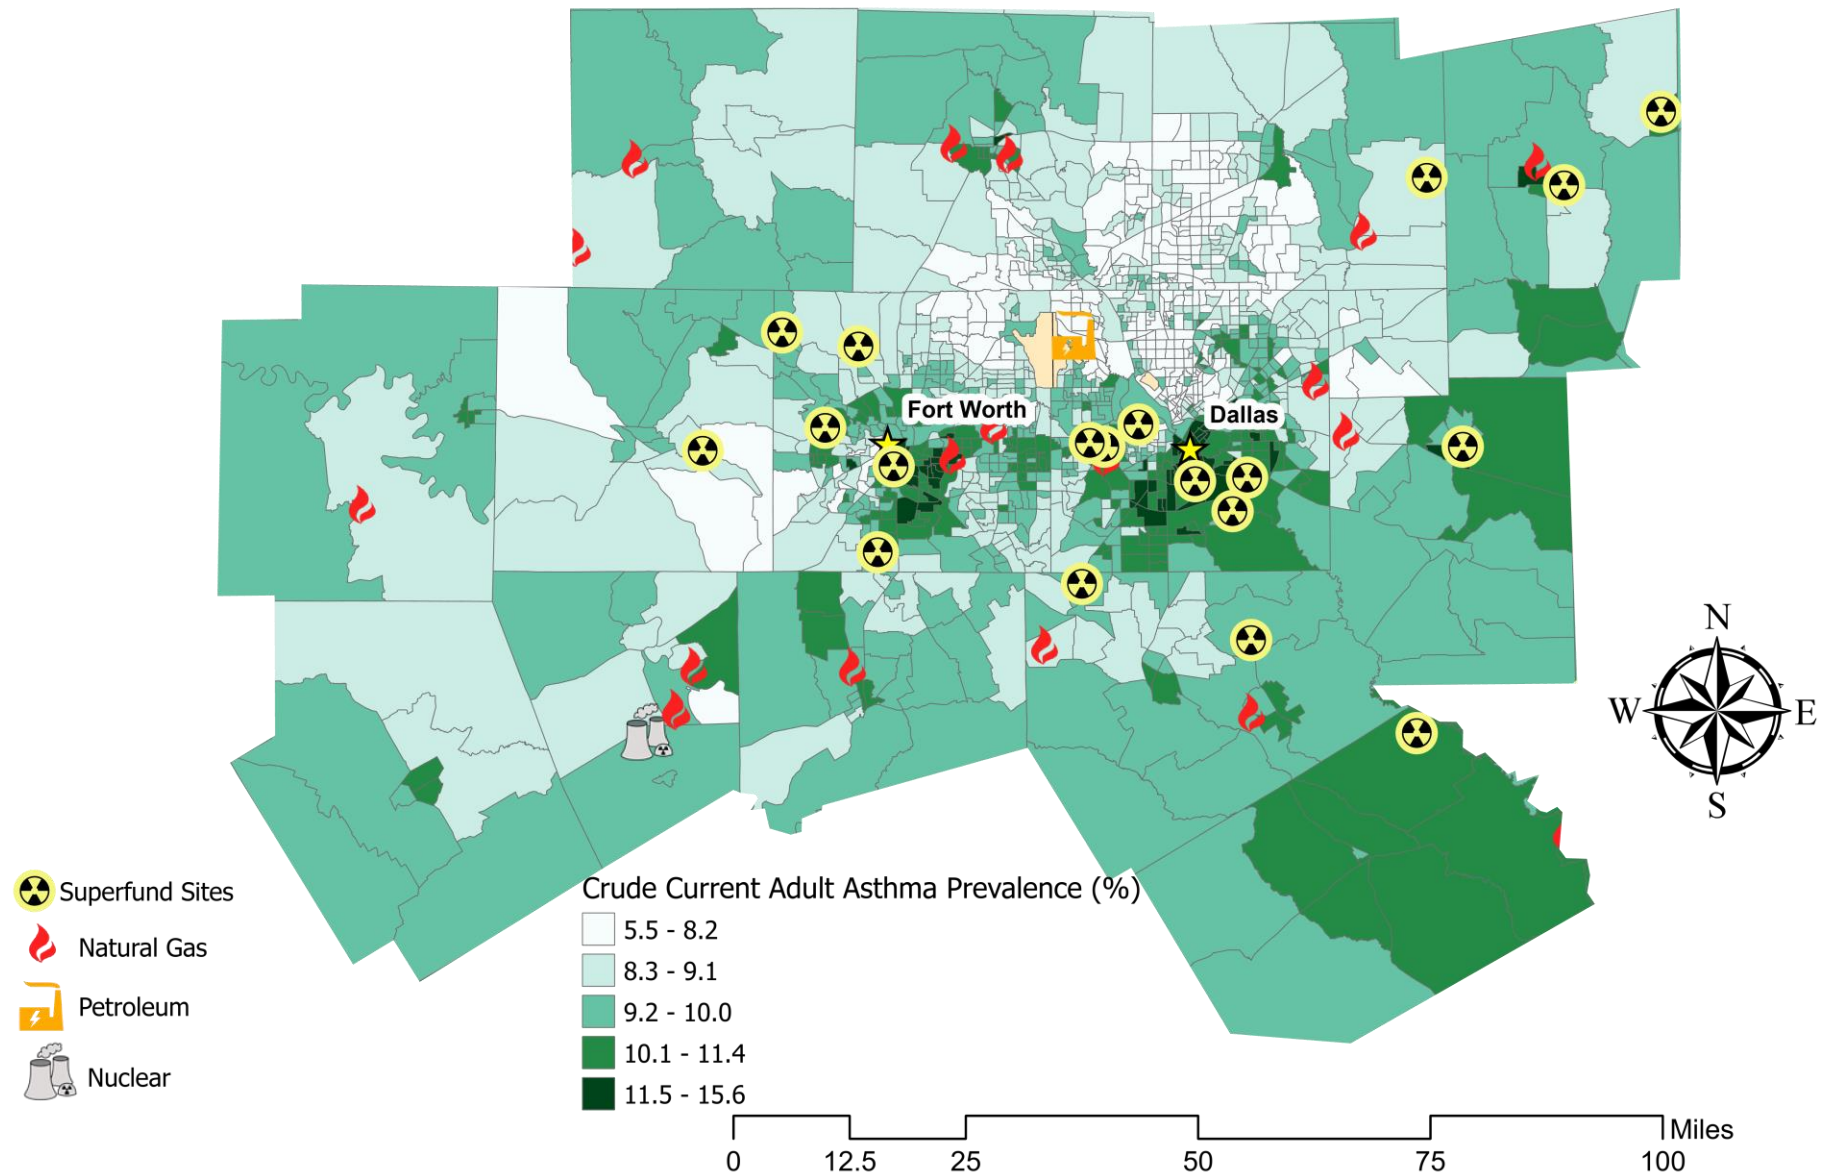 Fort Worth
Dallas
N
W
E
S
Superfund Sites
Natural Gas
Petroleum
Nuclear
Crude Current Adult Asthma Prevalence (%)
5.5 - 8.2
8.3 - 9.1
9.2 - 10.0
10.1 - 11.4
11.5 - 15.6
Miles
0 12.5 25 50 75 100